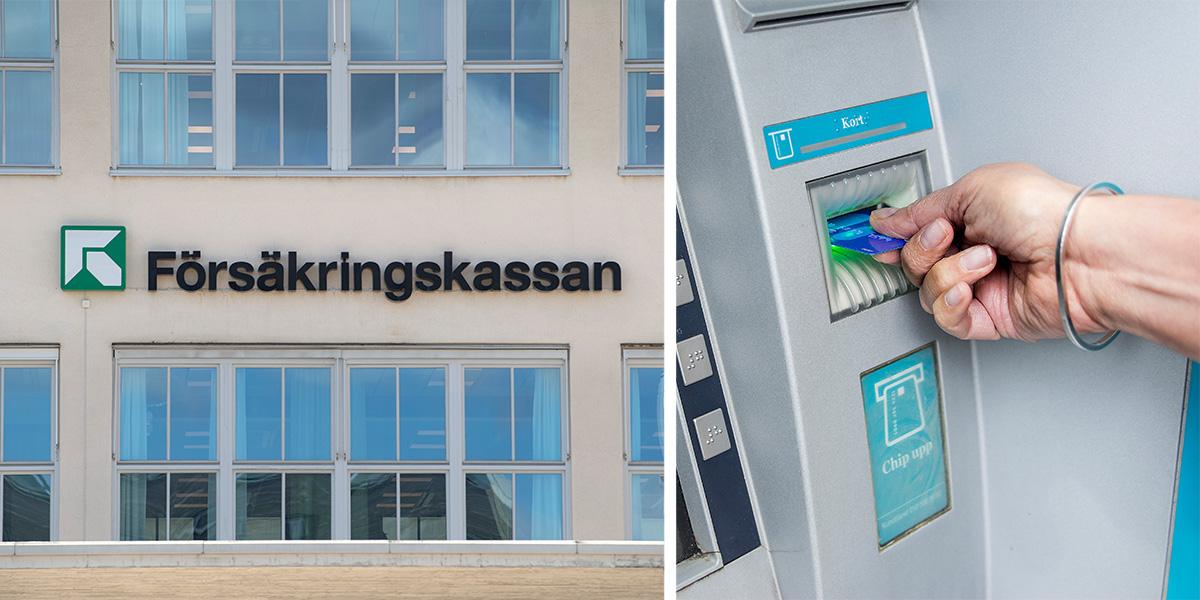 Försäkringskassan
Kort
Chip upp